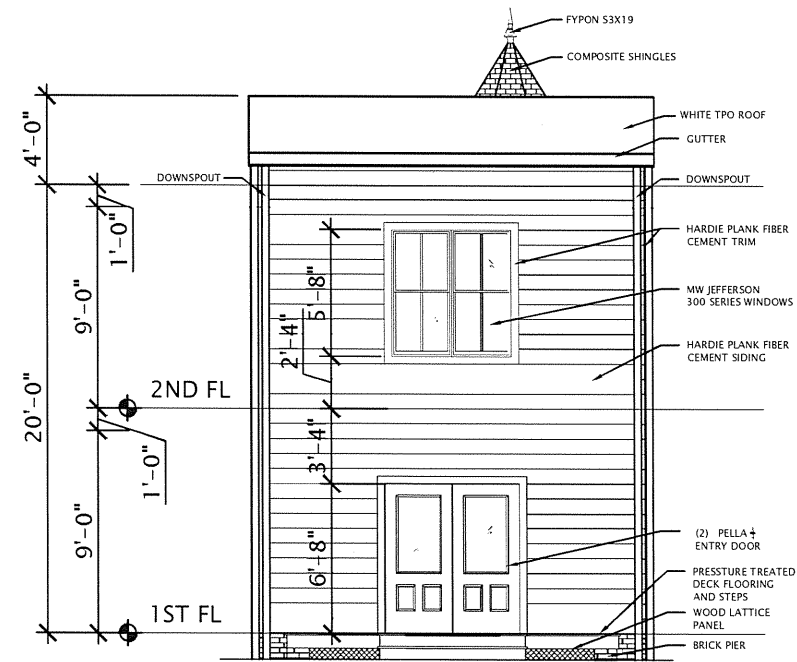 FYPON S3X19
COMPOSITE SHINGLES
WHITE TPO ROOF
GUTTER
DOWNSPOUT
DOWNSPOUT
4'-0"
1'-0"
HARDIE PLANK FIBER
CEMENT TRIM
5'-8"
9'-0"
MW JEFFERSON
300 SERIES WINDOWS
2'-4"
HARDIE PLANK FIBER
CEMENT SIDING
2ND FL
20'-0"
3'-4"
1'-0"
9'-0"
6'-8"
(2) PELLA
ENTRY DOOR
PRESSTURE TREATED
DECK FLOORING
AND STEPS
1ST FL
WOOD LATTICE
PANEL
BRICK PIER